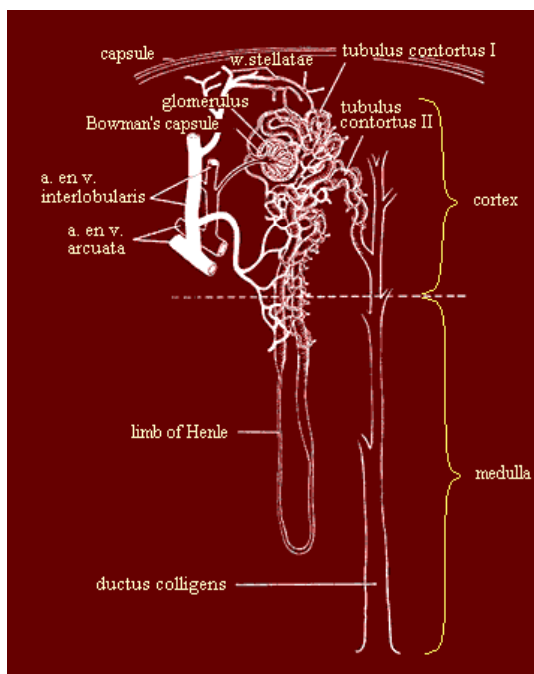 capsule
tubulus contortus I
vv.stellatae
glomerulus
tubulus
contortus II
Bowman's capsule
a. en v.
interlobularis
cortex
a. en v.
arcuata
limb of Henle
medulla
ductus colligens